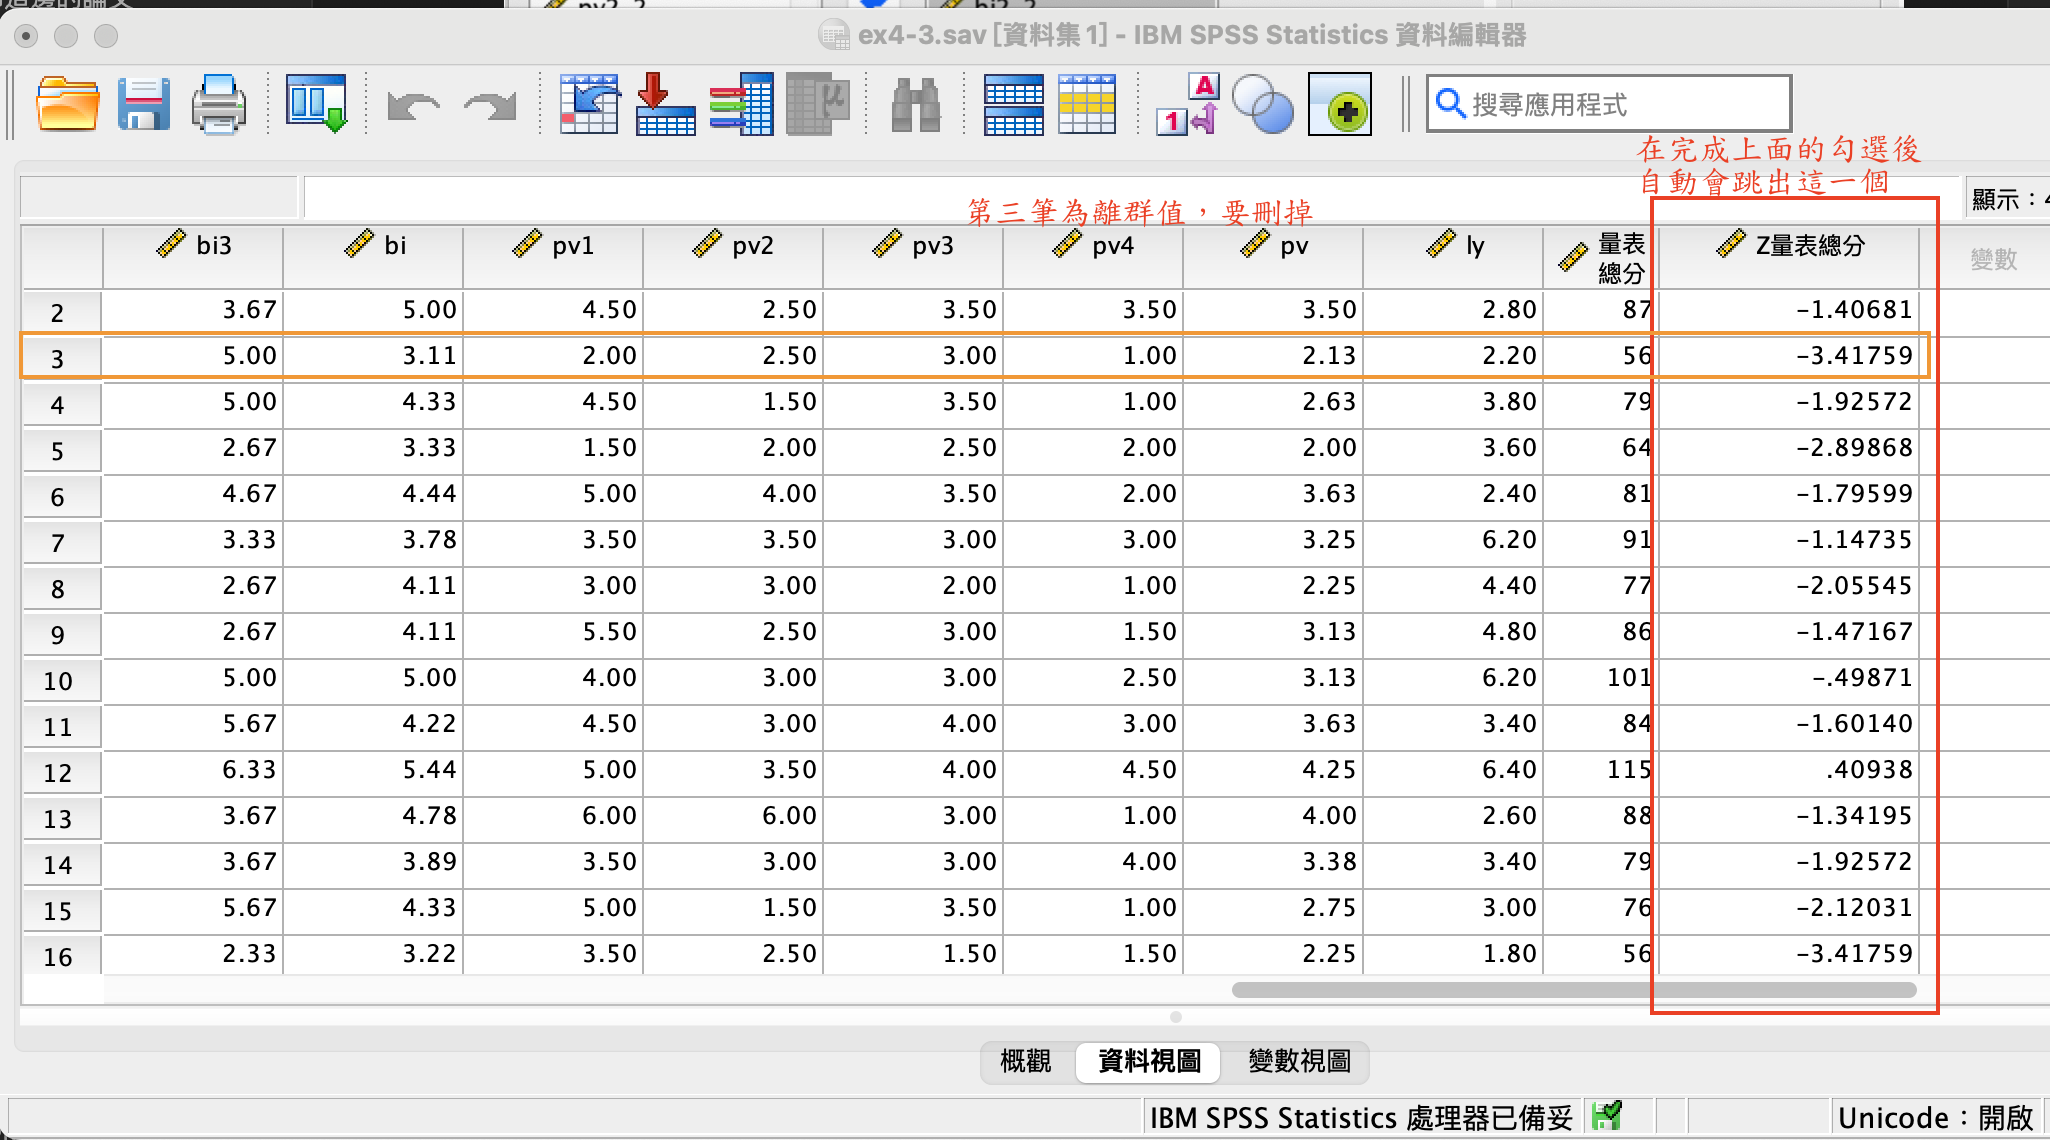 ex4-3.sav [資料集1] - IBM SPSS Statistics 資料編輯器
搜尋應用程式
在完成上面的勾選後
自動會跳出這一個
第三筆為離群值，要刪掉
顯示：4
bi3 bi pv1 pv2 pv3 pv4 pv ly 量表總分 Z量表總分 變數
2 3.67 5.00 4.50 2.50 3.50 3.50 3.50 2.80 87 -1.40681
3 5.00 3.11 2.00 2.50 3.00 1.00 2.13 2.20 56 -3.41759
4 5.00 4.33 4.50 1.50 3.50 1.00 2.63 3.80 79 -1.92572
5 2.67 3.33 1.50 2.00 2.50 2.00 2.00 3.60 64 -2.89868
6 4.67 4.44 5.00 4.00 3.50 2.00 3.63 2.40 81 -1.79599
7 3.33 3.78 3.50 3.50 3.00 3.00 3.25 6.20 91 -1.14735
8 2.67 4.11 3.00 3.00 2.00 1.00 2.25 4.40 77 -2.05545
9 2.67 4.11 5.50 2.50 3.00 1.50 3.13 4.80 86 -1.47167
10 5.00 5.00 4.00 3.00 3.00 2.50 3.13 6.20 101 -.49871
11 5.67 4.22 4.50 3.00 4.00 3.00 3.63 3.40 84 -1.60140
12 6.33 5.44 5.00 3.50 4.00 4.50 4.25 6.40 115 .40938
13 3.67 4.78 6.00 6.00 3.00 1.00 4.00 2.60 88 -1.34195
14 3.67 3.89 3.50 3.00 3.00 4.00 3.38 3.40 79 -1.92572
15 5.67 4.33 5.00 1.50 3.50 1.00 2.75 3.00 76 -2.12031
16 2.33 3.22 3.50 2.50 1.50 1.50 2.25 1.80 56 -3.41759
概觀 資料視圖 變數視圖
IBM SPSS Statistics 處理器已備妥 Unicode：開啟